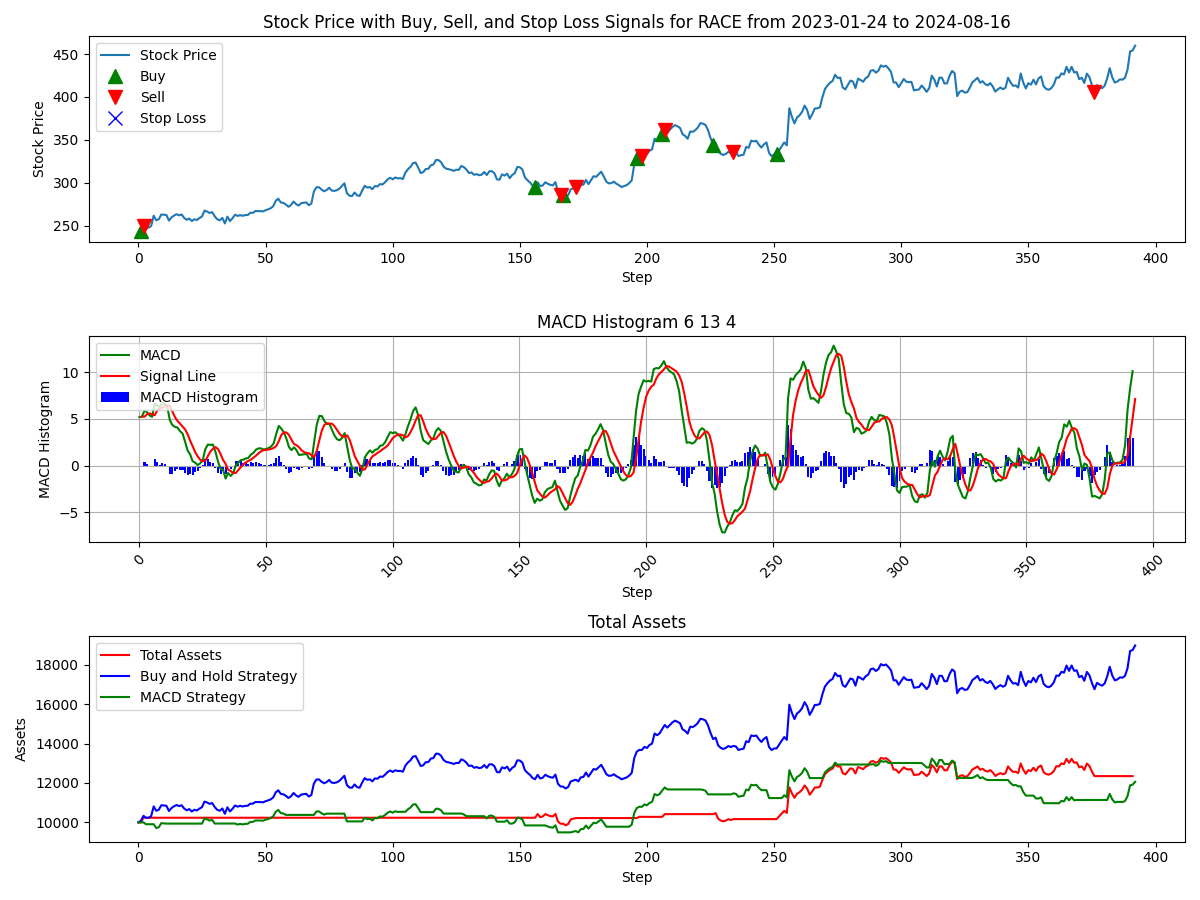 Stock Price with Buy, Sell, and Stop Loss Signals for RACE from 2023-01-24 to 2024-08-16
Stock Price
450
400
350
300
250
Stock Price
Buy
Sell
Stop Loss
0 50 100 150 200 250 300 350 400
Step
MACD Histogram 6 13 4
MACD Histogram
10
5
0
−5
MACD
Signal Line
MACD Histogram
0 50 100 150 200 250 300 350 400
Step
Total Assets
Assets
18000
16000
14000
12000
10000
Total Assets
Buy and Hold Strategy
MACD Strategy
0 50 100 150 200 250 300 350 400
Step